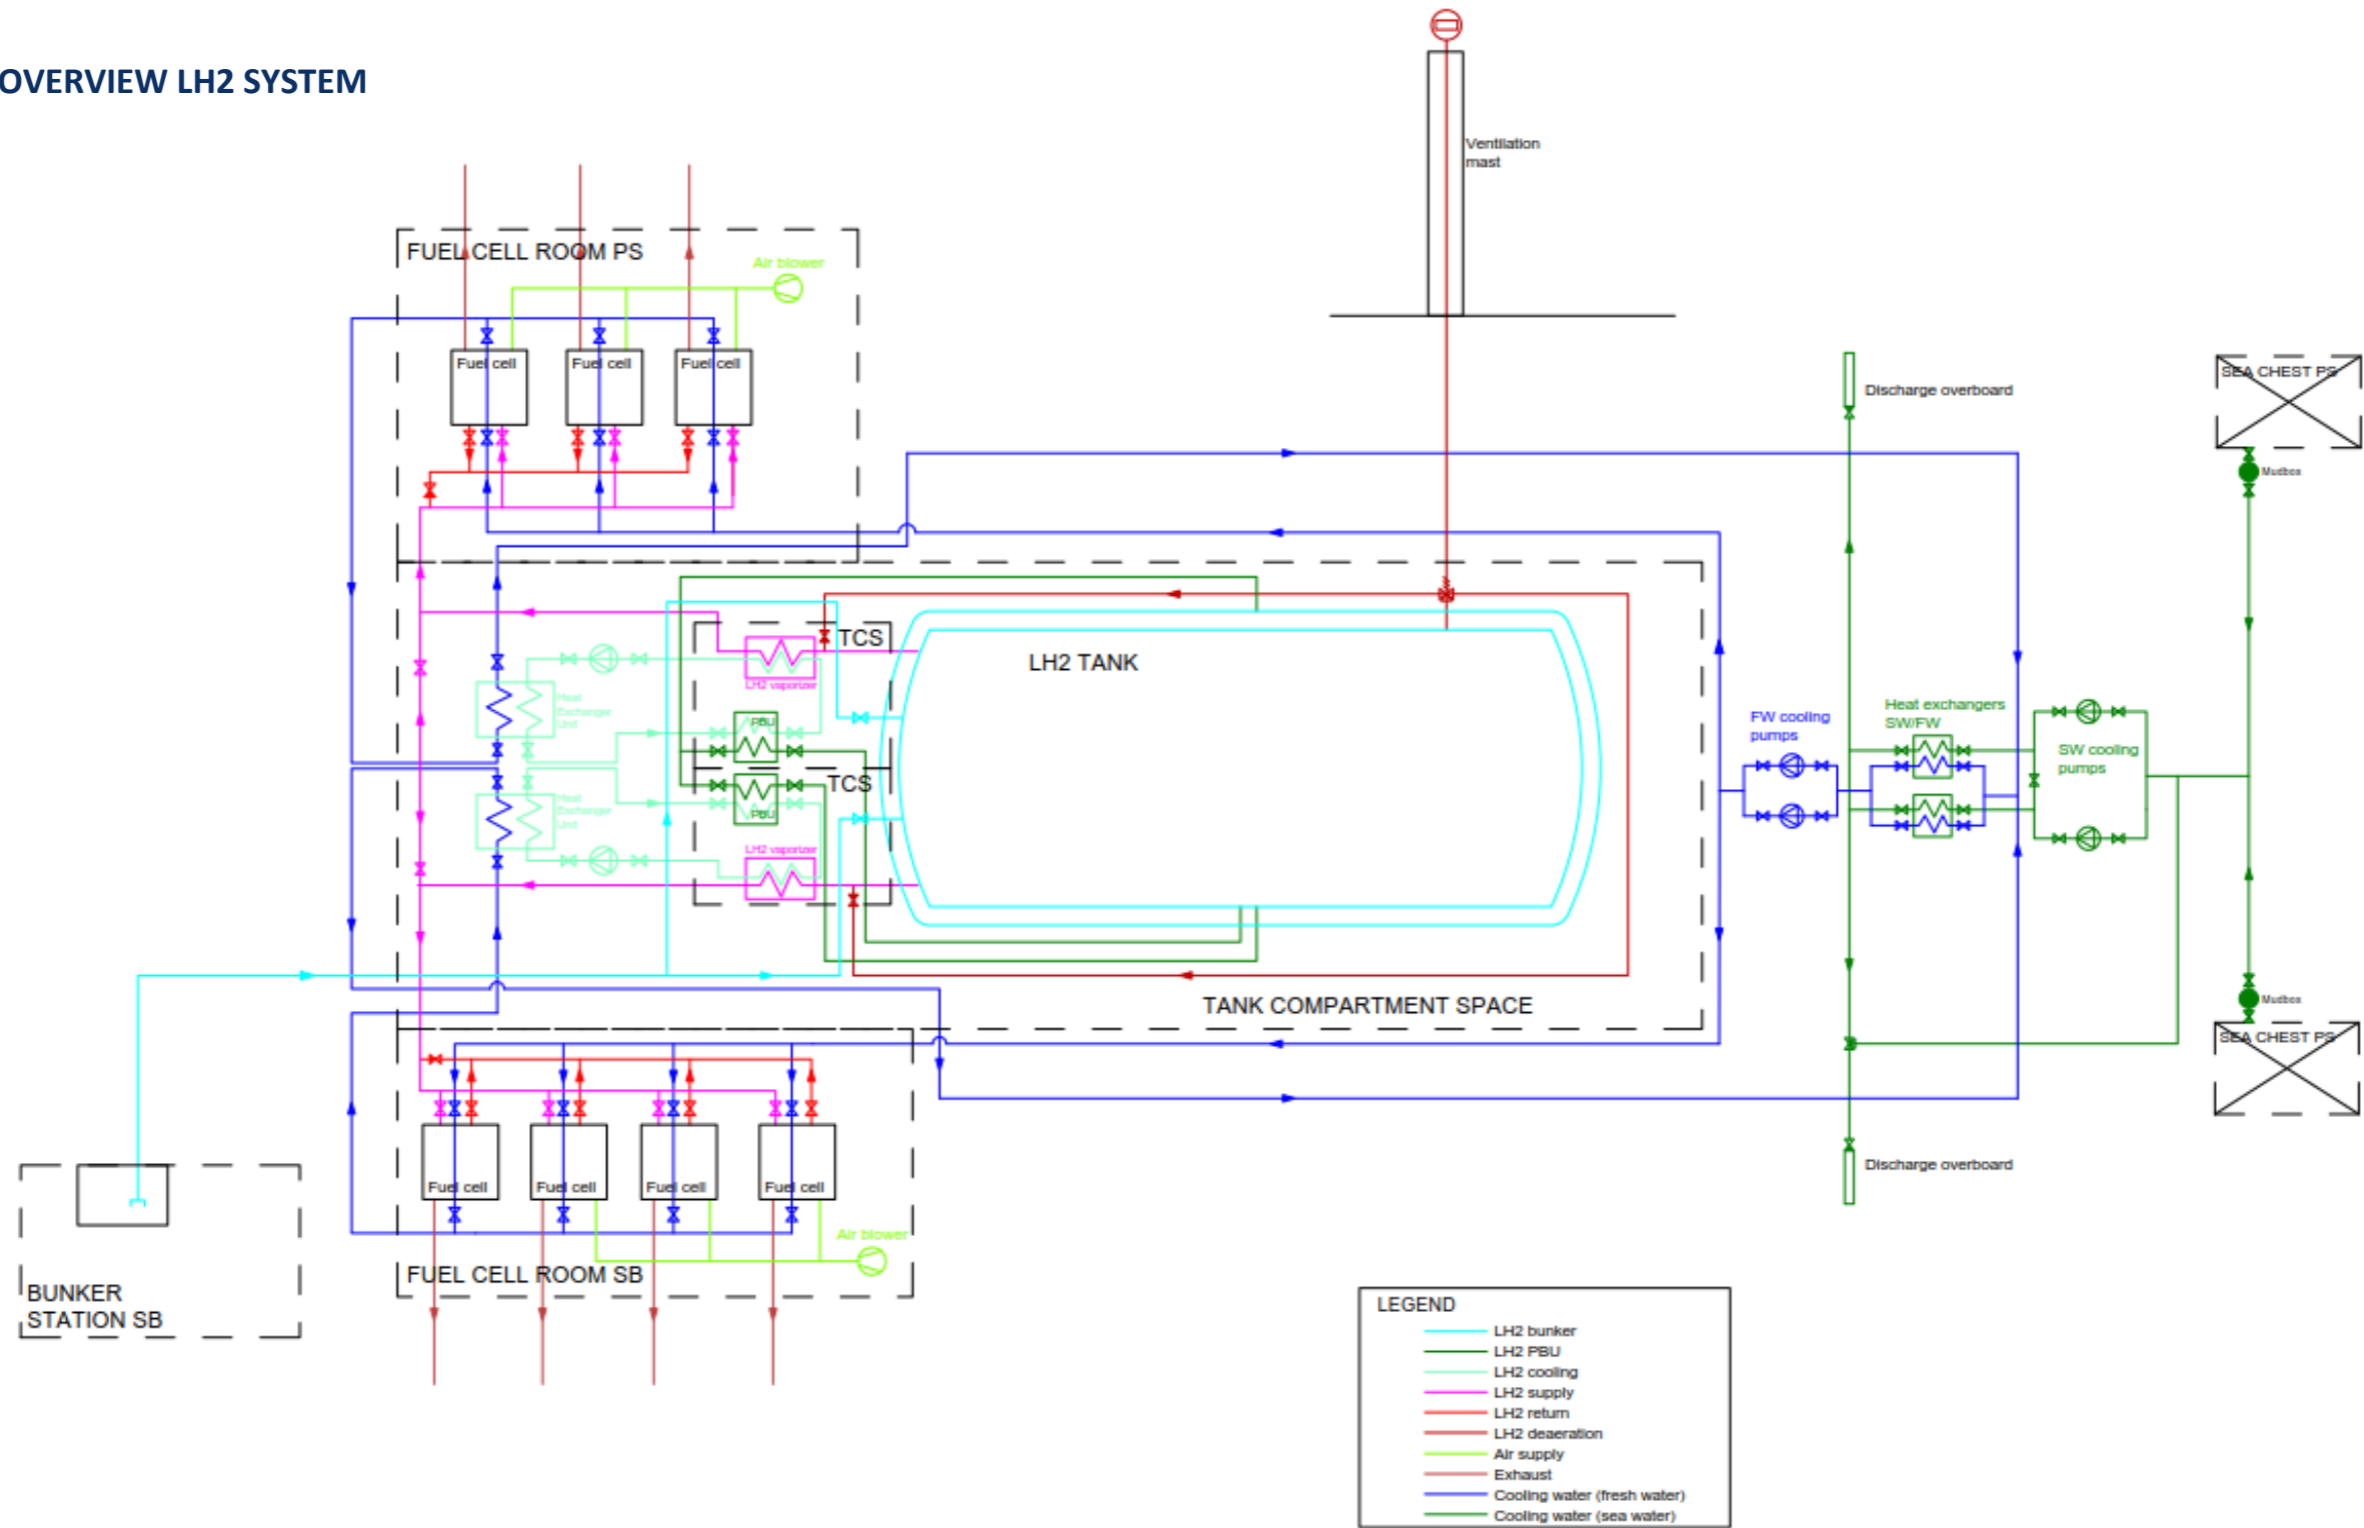 OVERVIEW LH2 SYSTEM
Ventilation
mast
FUEL CELL ROOM PS
Air blower
Fuel cell
Fuel cell
Fuel cell
Discharge overboard
SEA CHEST PS
Mudbox
TCS
LH2 TANK
LH2 vaporizer
Heat
Exchanger
Unit
PBU
FW cooling
pumps
Heat exchangers
SW/FW
SW cooling
pumps
TCS
PBU
Heat
Exchanger
Unit
LH2 vaporizer
TANK COMPARTMENT SPACE
Mudbox
SEA CHEST PS
Fuel cell
Fuel cell
Fuel cell
Fuel cell
Discharge overboard
Air blower
FUEL CELL ROOM SB
BUNKER
STATION SB
LEGEND
LH2 bunker
LH2 PBU
LH2 cooling
LH2 supply
LH2 return
LH2 deaeration
Air supply
Exhaust
Cooling water (fresh water)
Cooling water (sea water)